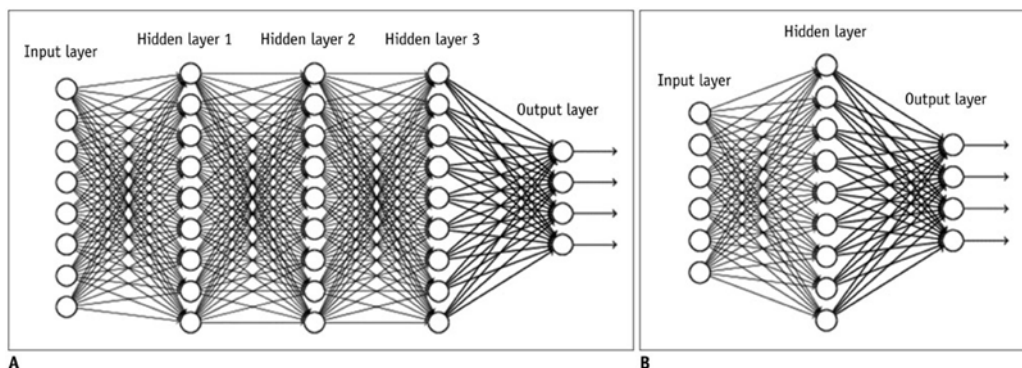 Input layer
Hidden layer 1
Hidden layer 2
Hidden layer 3
Output layer
A
Input layer
Hidden layer
Output layer
B